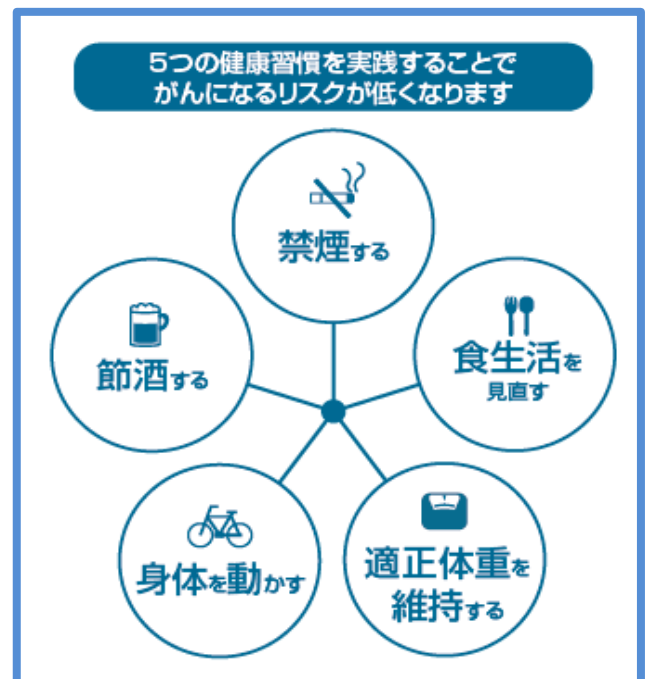 5つの健康習慣を実践することで
がんになるリスクが低くなります
禁煙する
食生活を
見直す
適正体重を
維持する
身体を動かす
節酒する